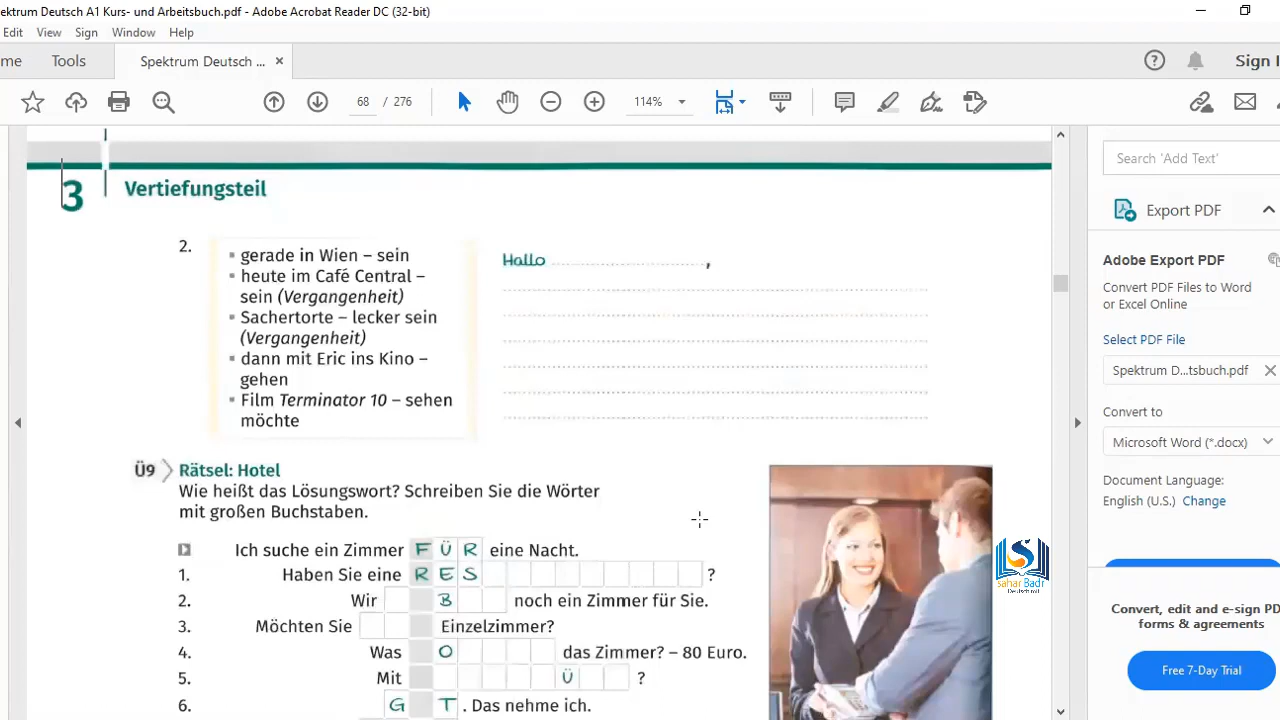 ektrum Deutsch A1 Kurs- und Arbeitsbuch.pdf - Adobe Acrobat Reader DC (32-bit)
Edit View Sign Window Help
me Tools Spektrum Deutsch ... × Sign I
68 / 276 114%
3 Vertiefungsteil
2.
▪ gerade in Wien – sein
▪ heute im Café Central –
sein (Vergangenheit)
▪ Sachertorte – lecker sein
(Vergangenheit)
▪ dann mit Eric ins Kino –
gehen
▪ Film Terminator 10 – sehen
möchte
Hallo ,
Ü9 Rätsel: Hotel
Wie heißt das Lösungswort? Schreiben Sie die Wörter
mit großen Buchstaben.
Ich suche ein Zimmer FÜR eine Nacht.
1. Haben Sie eine RES ?
2. Wir B noch ein Zimmer für Sie.
3. Möchten Sie Einzelzimmer?
4. Was O das Zimmer? – 80 Euro.
5. Mit Ü ?
6. G T . Das nehme ich.
Search 'Add Text'
Export PDF
Adobe Export PDF
Convert PDF Files to Word
or Excel Online
Select PDF File
Spektrum D...tsbuch.pdf ×
Convert to
Microsoft Word (*.docx)
Document Language:
English (U.S.) Change
sahar Badr
Deutsch mit
Convert, edit and e-sign PD
forms & agreements
Free 7-Day Trial